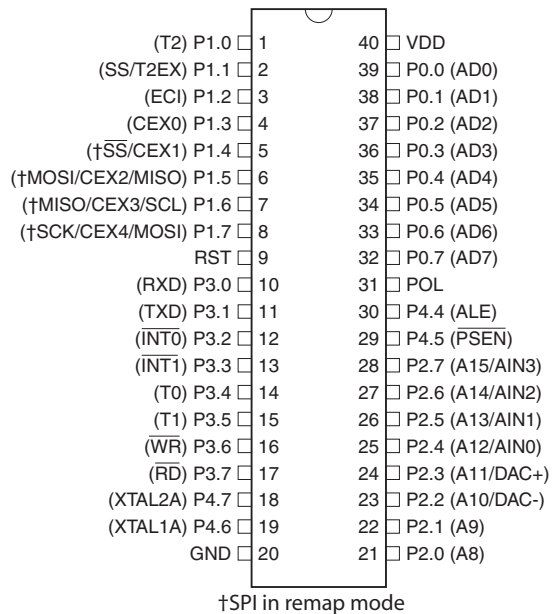 (T2) P1.0 1 40 VDD
(SS/T2EX) P1.1 2 39 P0.0 (AD0)
(ECI) P1.2 3 38 P0.1 (AD1)
(CEX0) P1.3 4 37 P0.2 (AD2)
(†S̅S̅/CEX1) P1.4 5 36 P0.3 (AD3)
(†MOSI/CEX2/MISO) P1.5 6 35 P0.4 (AD4)
(†MISO/CEX3/SCL) P1.6 7 34 P0.5 (AD5)
(†SCK/CEX4/MOSI) P1.7 8 33 P0.6 (AD6)
RST 9 32 P0.7 (AD7)
(RXD) P3.0 10 31 POL
(TXD) P3.1 11 30 P4.4 (ALE)
(I̅N̅T̅0̅) P3.2 12 29 P4.5 (P̅S̅E̅N̅)
(I̅N̅T̅1̅) P3.3 13 28 P2.7 (A15/AIN3)
(T0) P3.4 14 27 P2.6 (A14/AIN2)
(T1) P3.5 15 26 P2.5 (A13/AIN1)
(W̅R̅) P3.6 16 25 P2.4 (A12/AIN0)
(R̅D̅) P3.7 17 24 P2.3 (A11/DAC+)
(XTAL2A) P4.7 18 23 P2.2 (A10/DAC-)
(XTAL1A) P4.6 19 22 P2.1 (A9)
GND 20 21 P2.0 (A8)
†SPI in remap mode